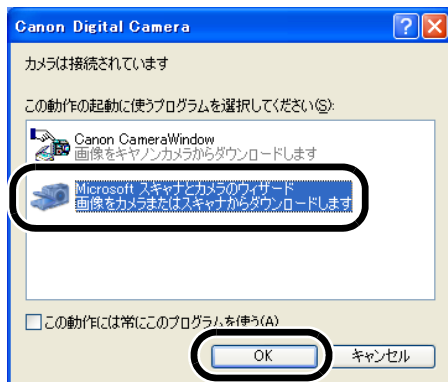 Canon Digital Camera
カメラは接続されています
この動作の起動に使うプログラムを選択してください(S):
Canon CameraWindow
画像をキヤノンカメラからダウンロードします
Microsoft スキャナとカメラのウィザード
画像をカメラまたはスキャナからダウンロードします
この動作には常にこのプログラムを使う(A)
OK キャンセル